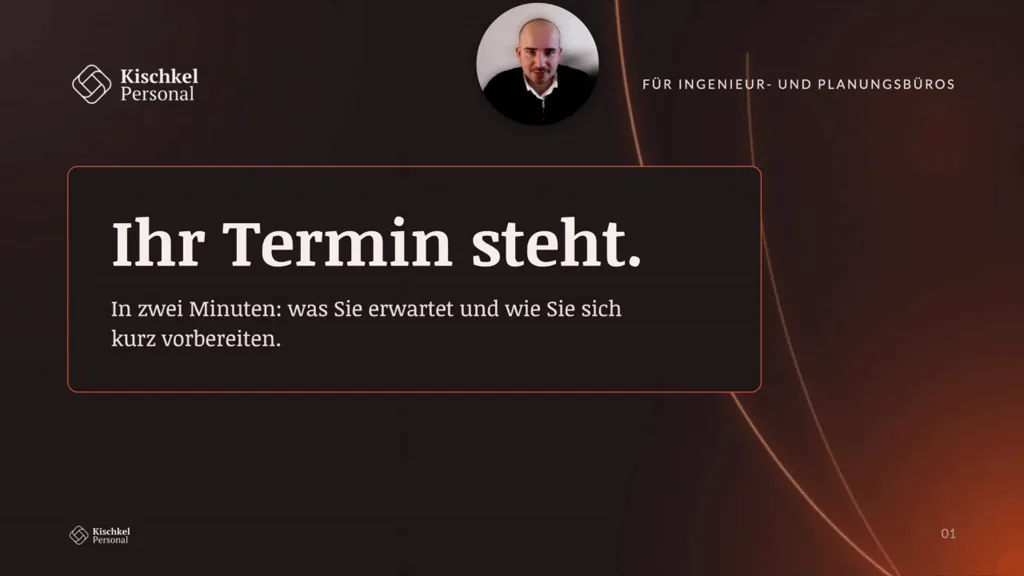 Kischkel
Personal
FÜR INGENIEUR- UND PLANUNGSBÜROS
Ihr Termin steht.
In zwei Minuten: was Sie erwartet und wie Sie sich
kurz vorbereiten.
Kischkel
Personal
01